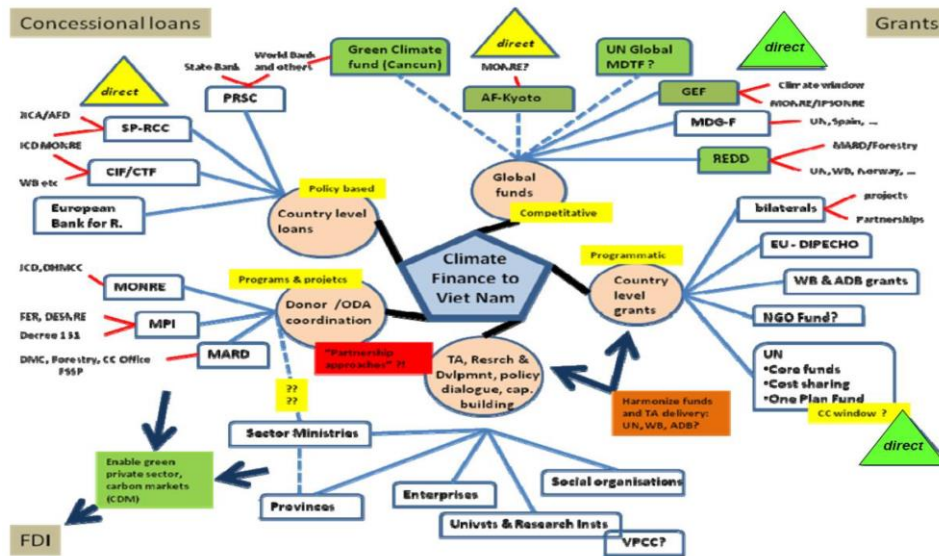 Concessional loans
Grants
State Bank
World Bank
and others
Green Climate
fund (Cancun)
direct
MONRE?
UN Global
MDTF ?
direct
direct
PRSC
AF-Kyoto
GEF
Climate window
MONRE/IPSONRE
JICA/AFD
SP-RCC
MDG-F
UN, Spain, ...
MARD/Forestry
ICD MONRE
CIF/CTF
REDD
UN, WB, Norway, ...
WB etc
European
Bank for R.
Policy based
Country level
loans
Global
funds
Competitative
bilaterals
projects
Partnerships
Climate
Finance to
Viet Nam
Programmatic
Country
level
grants
EU - DIPECHO
WB & ADB grants
NGO Fund?
UN
•Core funds
•Cost sharing
•One Plan Fund
CC window ?
direct
MONRE
Programs & projetcs
Donor /ODA
coordination
MPI
Decree 131
MARD
DMC, Forestry, CC Office
"Partnership
approaches" ??
TA, Resrch &
Dvlpmnt, policy
dialogue, cap.
building
Harmonize funds
and TA delivery:
UN, WB, ADB?
??
??
Sector Ministries
Enable green
private sector,
carbon markets
(CDM)
Provinces
Enterprises
Social organisations
Univsts & Research Insts
VPCC?
FDI